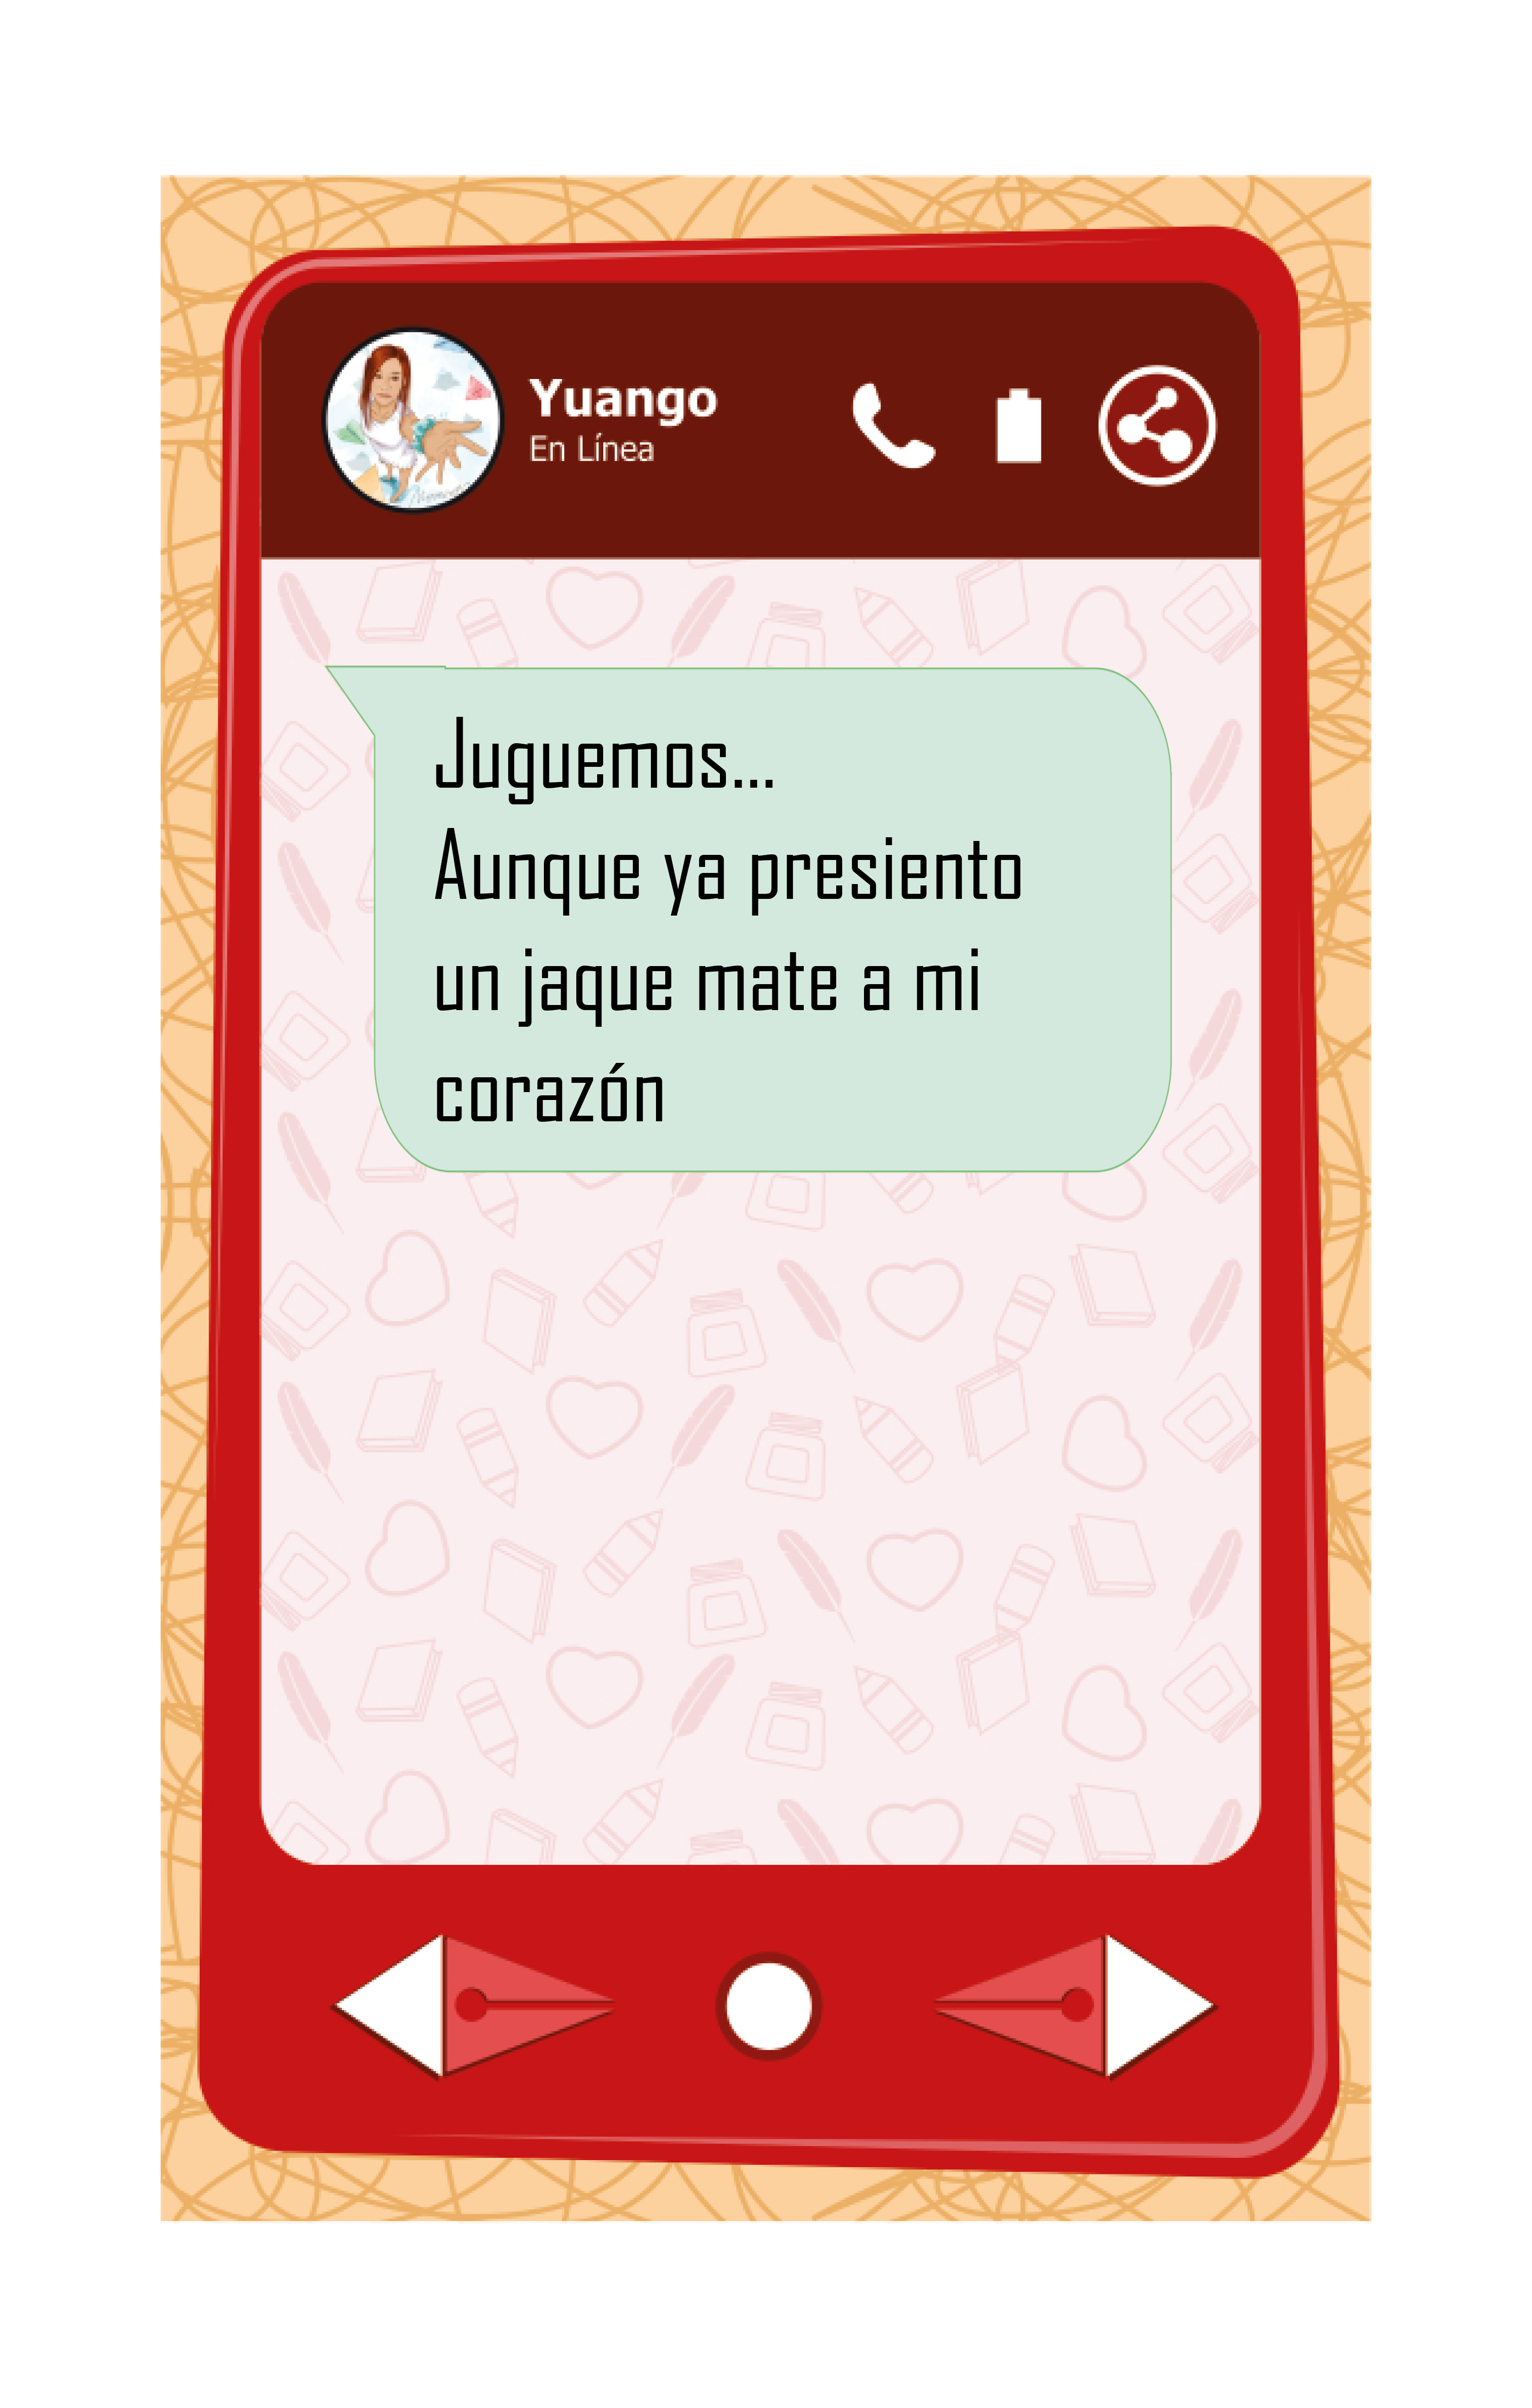 Yuango
En Línea
Juguemos...
Aunque ya presiento
un jaque mate a mi
corazón